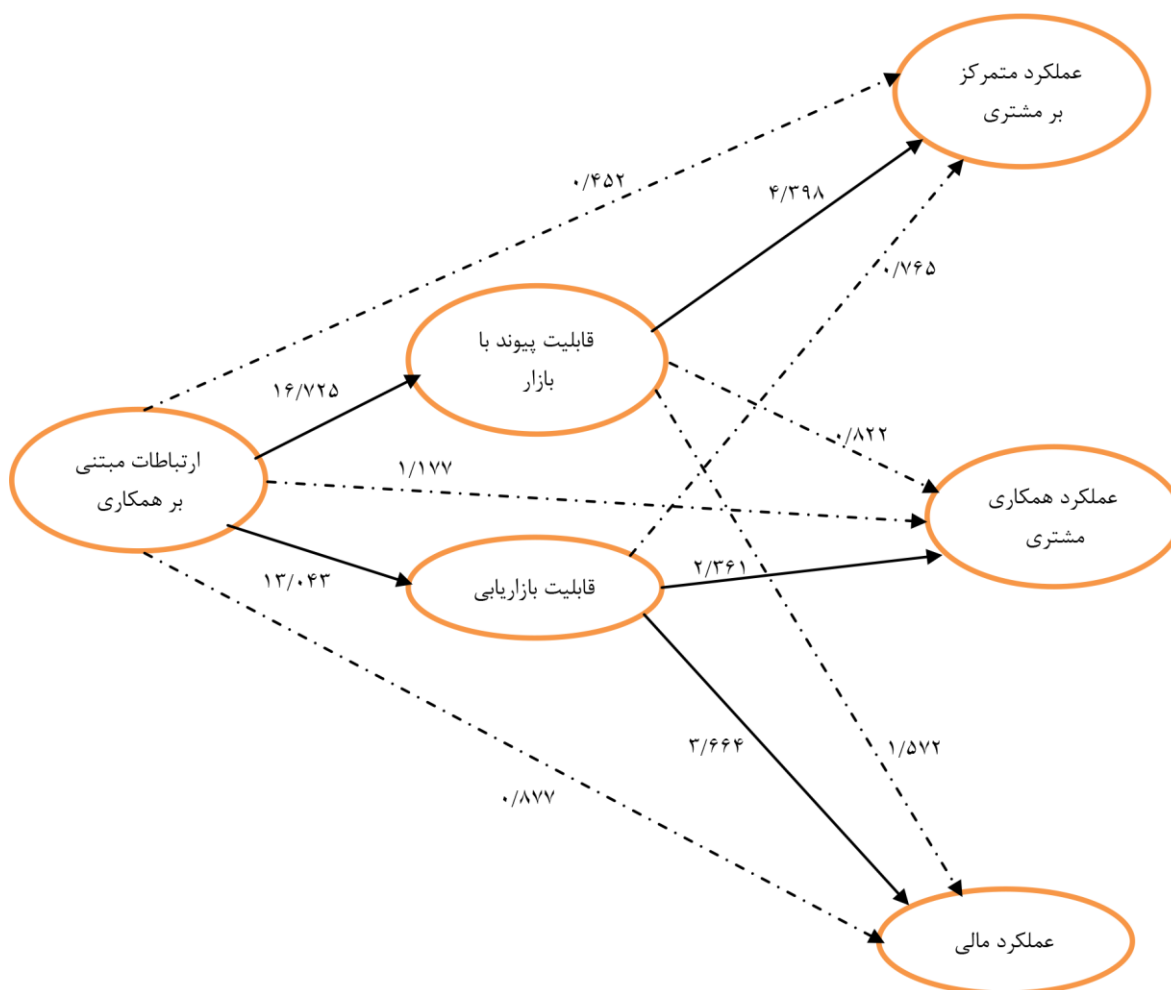 عملکرد متمرکز
بر مشتری
۰/۴۵۲
۴/۳۹۸
۰/۷۶۵
قابلیت پیوند با
بازار
۱۶/۷۲۵
۰/۸۲۲
ارتباطات مبتنی
بر همکاری
۱/۱۷۷
عملکرد همکاری
مشتری
۱۳/۰۴۳
قابلیت بازاریابی
۲/۳۶۱
۳/۶۶۴
۱/۵۷۲
۰/۸۷۷
عملکرد مالی